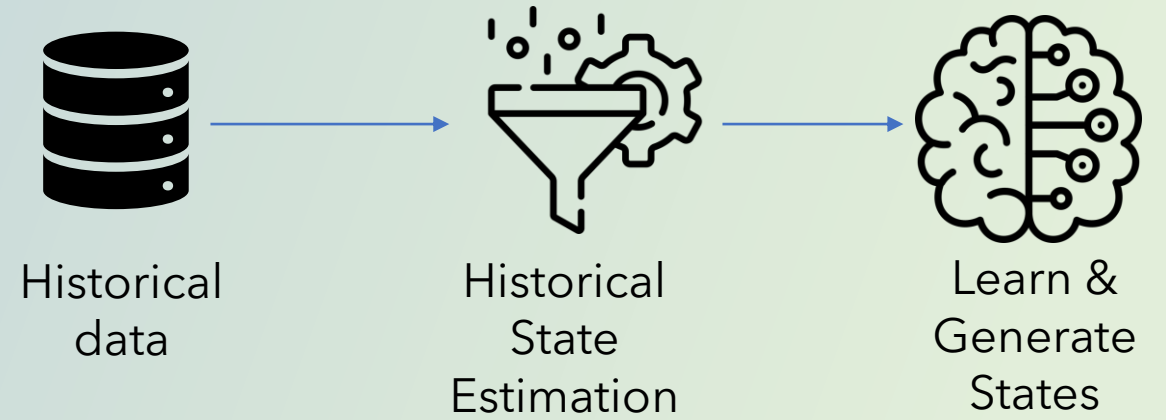 Historical
data
Historical
State
Estimation
Learn &
Generate
States